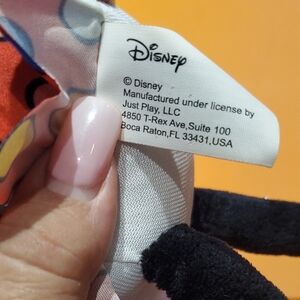 Disney
© Disney
Manufactured under license by
Just Play, LLC
4850 T-Rex Ave,Suite 100
Boca Raton,FL 33431,USA